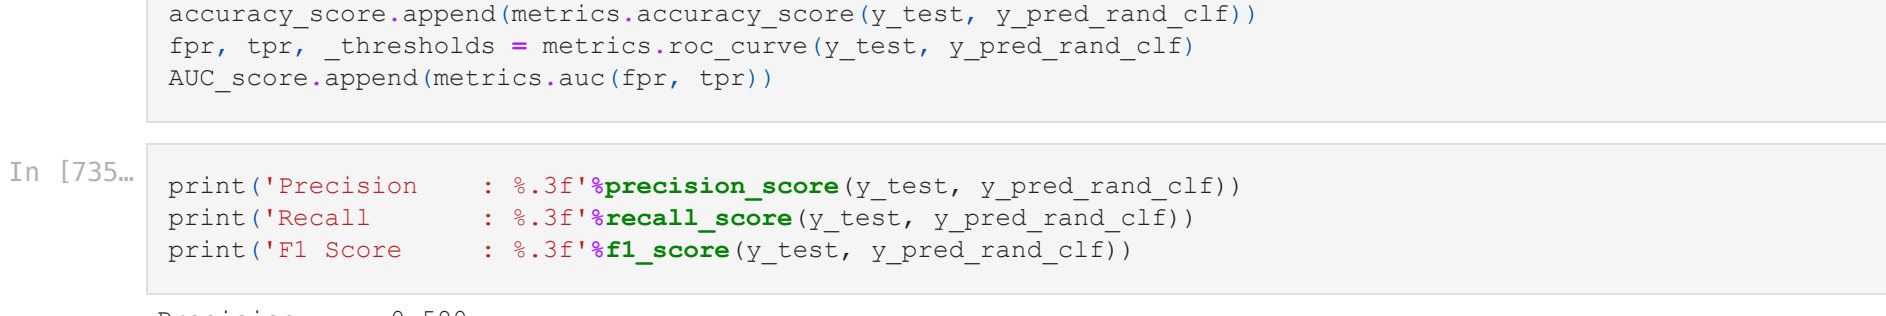 accuracy_score.append(metrics.accuracy_score(y_test, y_pred_rand_clf))
fpr, tpr, _thresholds = metrics.roc_curve(y_test, y_pred_rand_clf)
AUC_score.append(metrics.auc(fpr, tpr))
In [735…
print('Precision    : %.3f'%precision_score(y_test, y_pred_rand_clf))
print('Recall       : %.3f'%recall_score(y_test, y_pred_rand_clf))
print('F1 Score     : %.3f'%f1_score(y_test, y_pred_rand_clf))